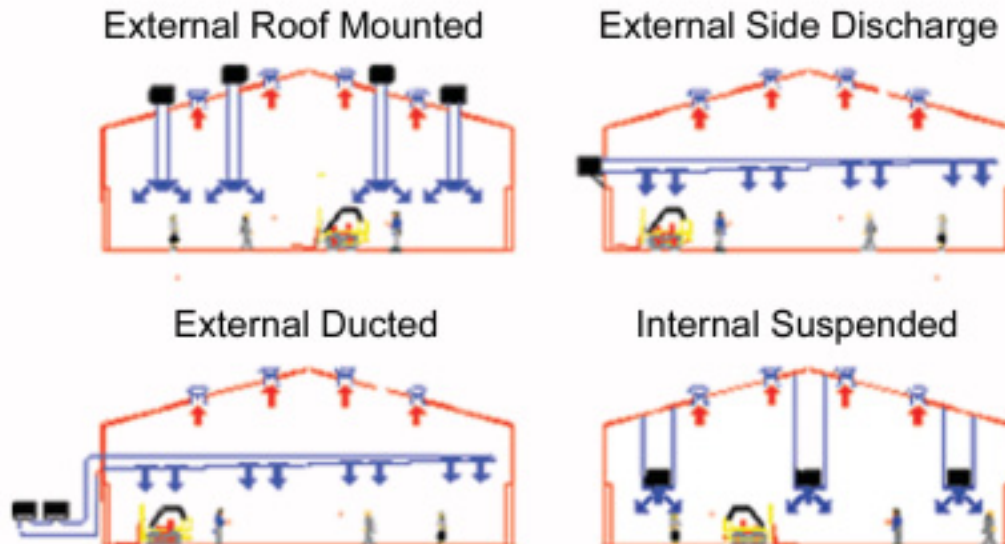 External Roof Mounted
External Side Discharge
External Ducted
Internal Suspended